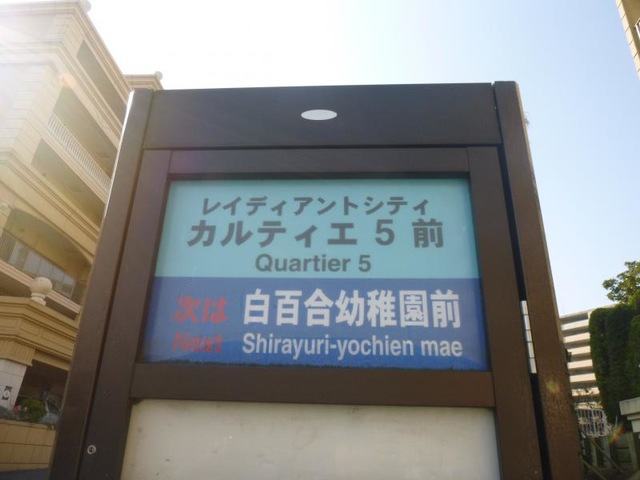 レイディアントシティ
カルティエ 5 前
Quartier 5
次は 白百合幼稚園前
Next Shirayuri-yochien mae